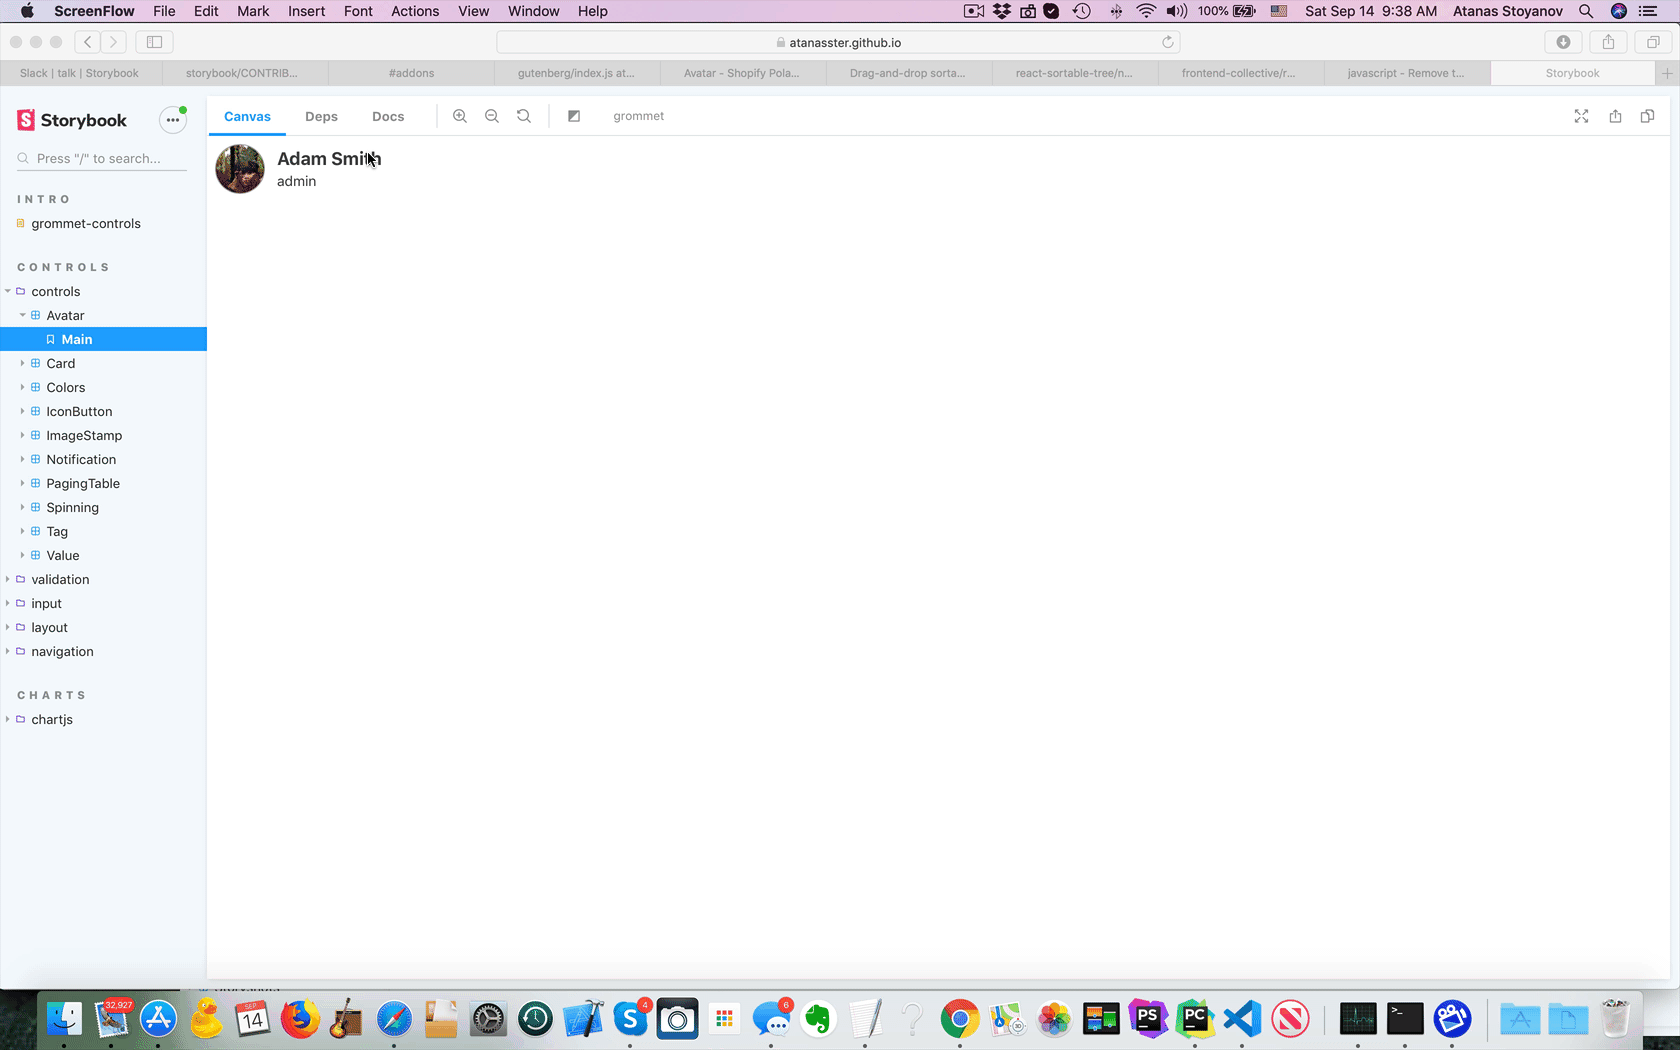 ScreenFlow File Edit Mark Insert Font Actions View Window Help 100% Sat Sep 14 9:38 AM Atanas Stoyanov
atanasster.github.io
Slack | talk | Storybook storybook/CONTRIB... #addons gutenberg/index.js at... Avatar - Shopify Pola... Drag-and-drop sorta... react-sortable-tree/n... frontend-collective/r... javascript - Remove t... Storybook
Storybook
Canvas Deps Docs grommet
Press "/" to search...
Adam Smith
admin
INTRO
grommet-controls
CONTROLS
controls
Avatar
Main
Card
Colors
IconButton
ImageStamp
Notification
PagingTable
Spinning
Tag
Value
validation
input
layout
navigation
CHARTS
chartjs
32,927 SEP 14 4 6 3D PS PC